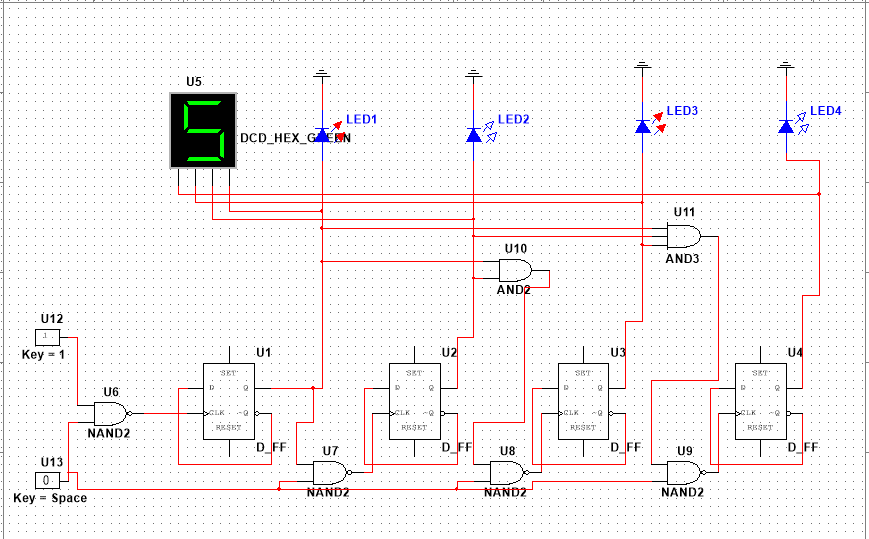 U5
5
DCD_HEX_GREEN
LED1
LED2
LED3
LED4
U11
AND3
U10
AND2
U12
1
Key = 1
U6
NAND2
U13
0
Key = Space
U1
SET
D Q
CLK ~Q
RESET
D_FF
U2
SET
D Q
CLK ~Q
RESET
D_FF
U3
SET
D Q
CLK ~Q
RESET
D_FF
U4
SET
D Q
CLK ~Q
RESET
D_FF
U7
NAND2
U8
NAND2
U9
NAND2